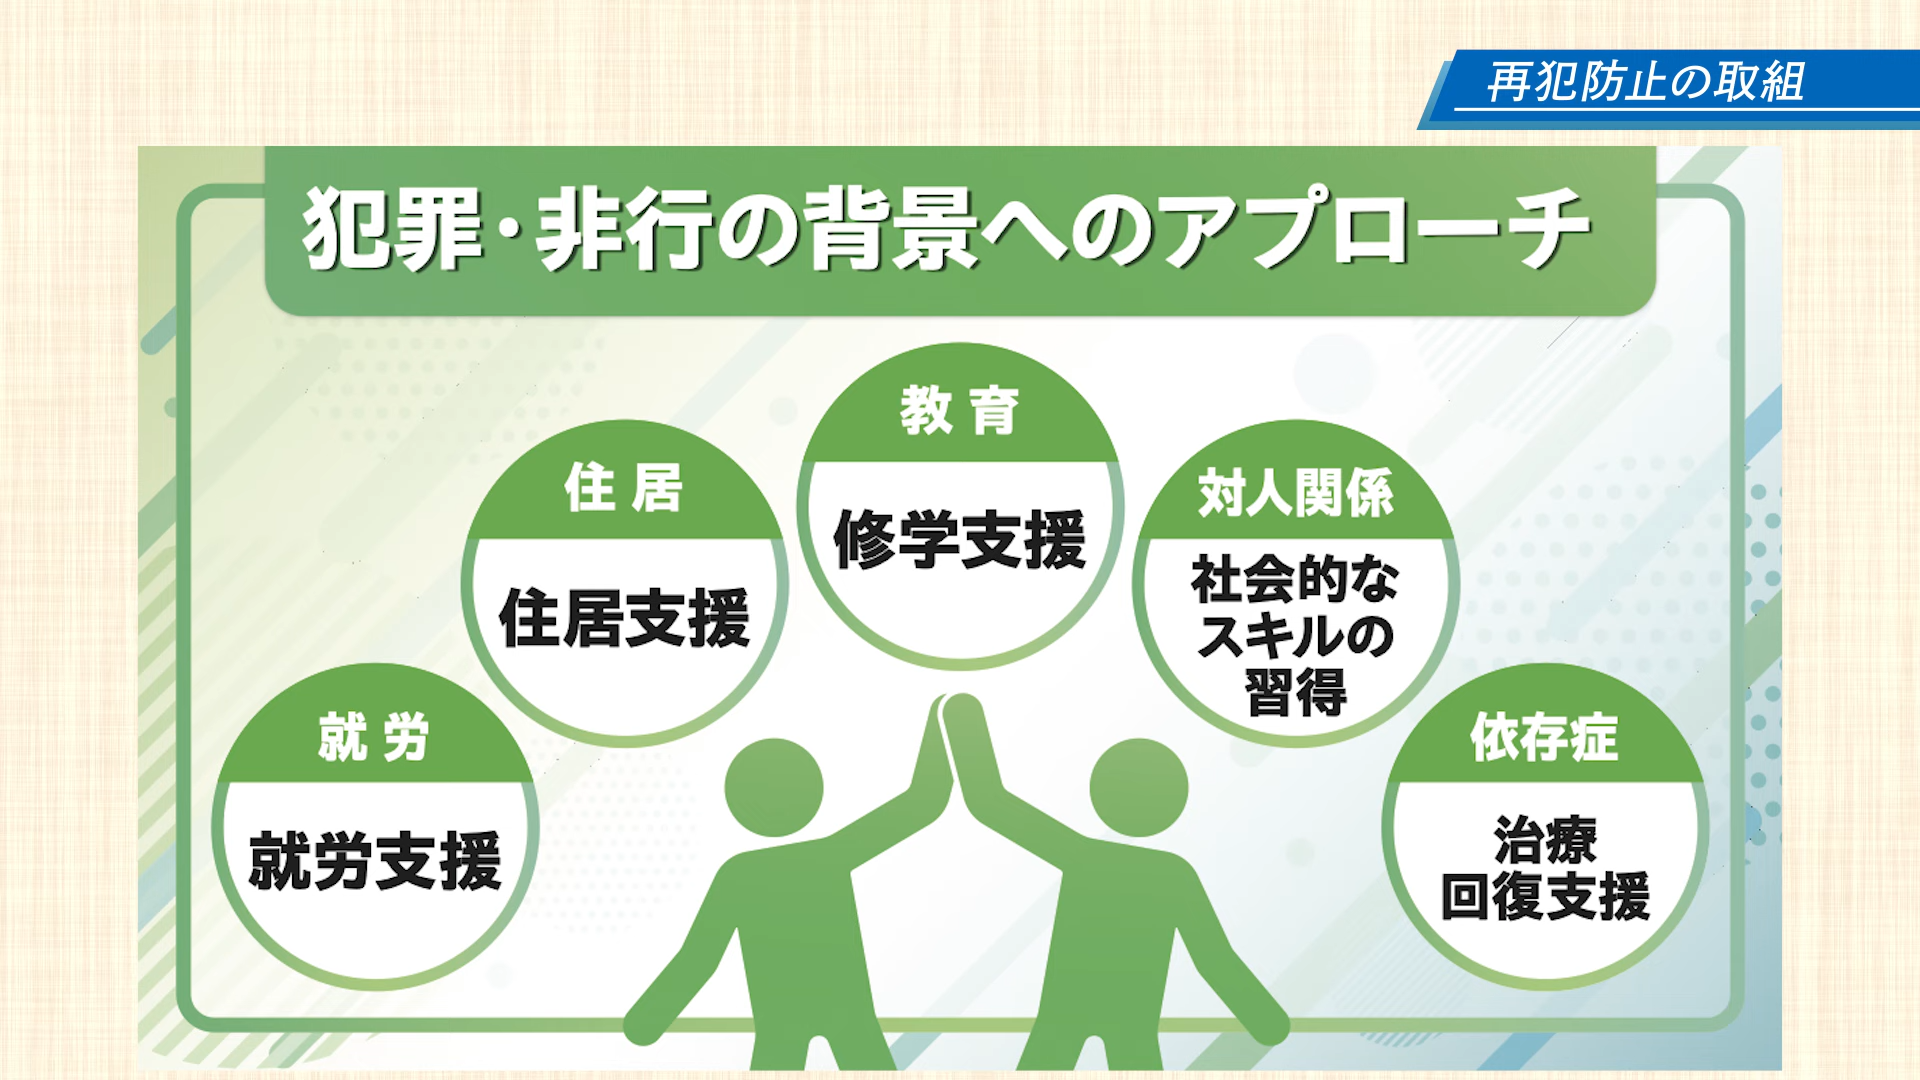 再犯防止の取組
犯罪・非行の背景へのアプローチ
就労
就労支援
住居
住居支援
教育
修学支援
対人関係
社会的な
スキルの
習得
依存症
治療
回復支援